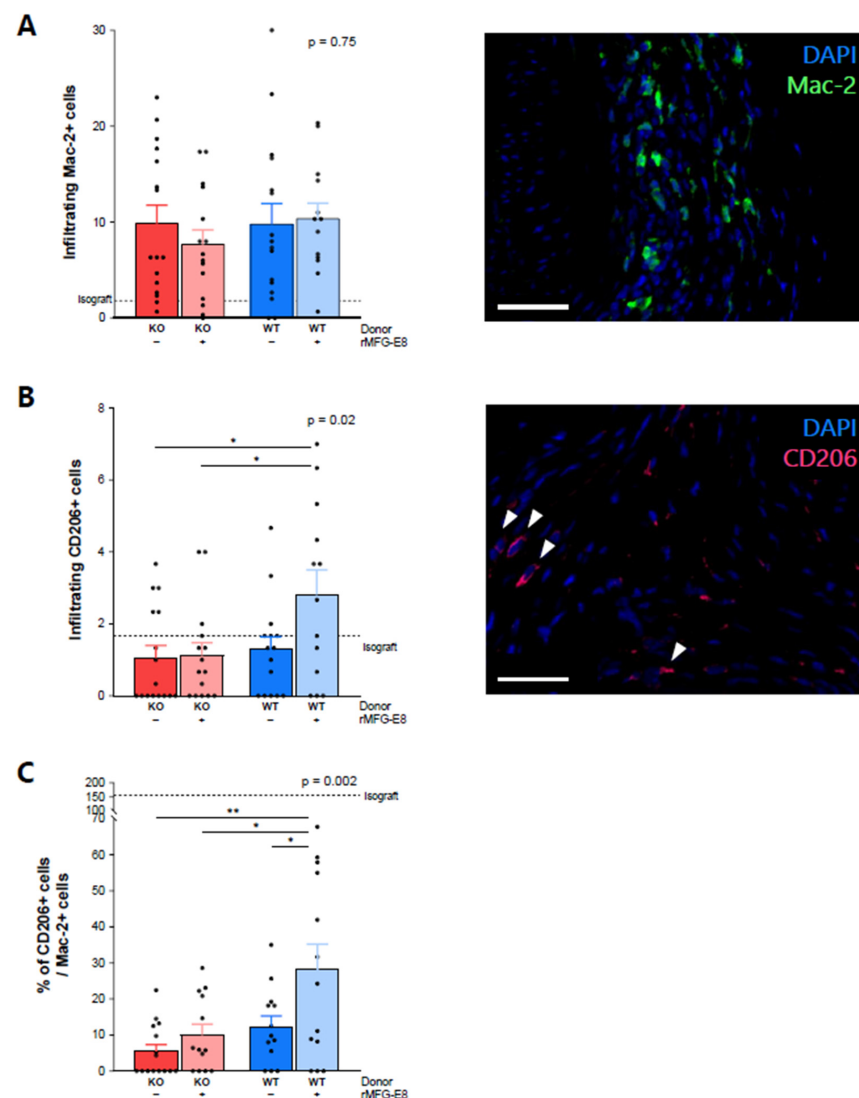 A
Infiltrating Mac-2+ cells
30
20
10
0
p = 0.75
Isograft
KO KO WT WT Donor
– + – + rMFG-E8
DAPI
Mac-2
B
Infiltrating CD206+ cells
8
6
4
2
0
p = 0.02
*
*
Isograft
KO KO WT WT Donor
– + – + rMFG-E8
DAPI
CD206
C
% of CD206+ cells
/ Mac-2+ cells
200
150
100
70
60
50
40
30
20
10
0
p = 0.002
Isograft
**
*
*
KO KO WT WT Donor
– + – + rMFG-E8